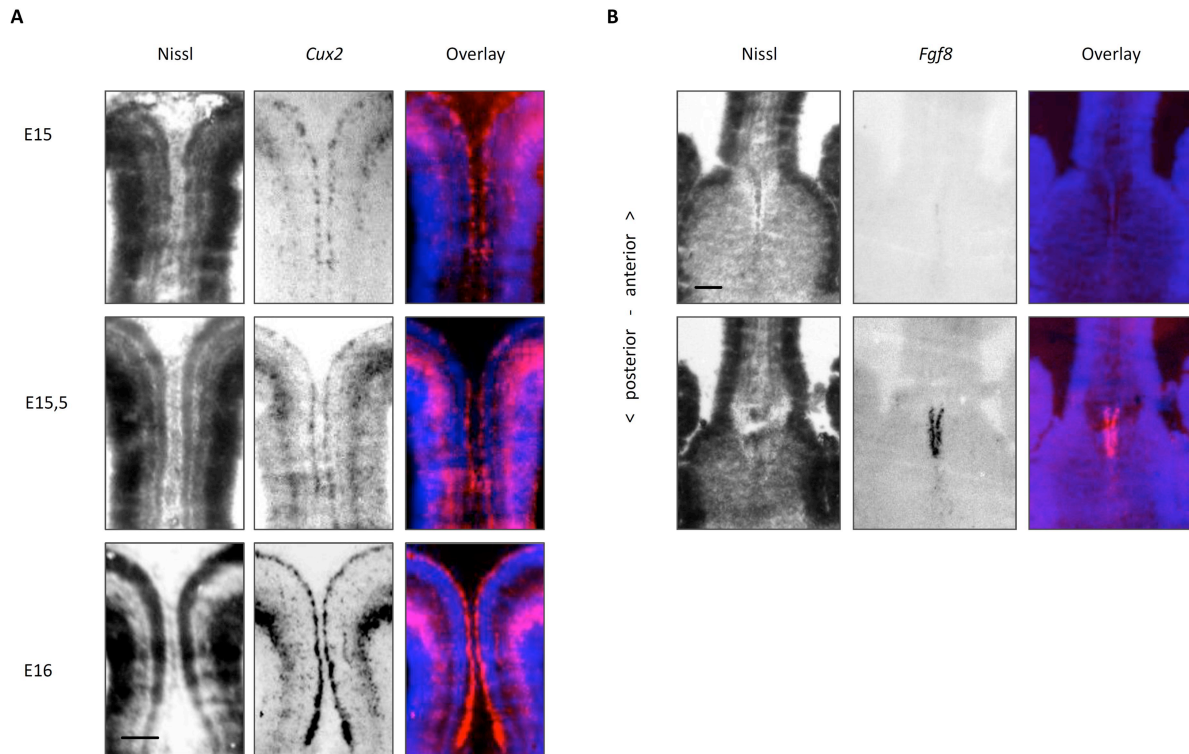 A
B
Nissl
Cux2
Overlay
Nissl
Fgf8
Overlay
E15
E15,5
E16
< posterior - anterior >